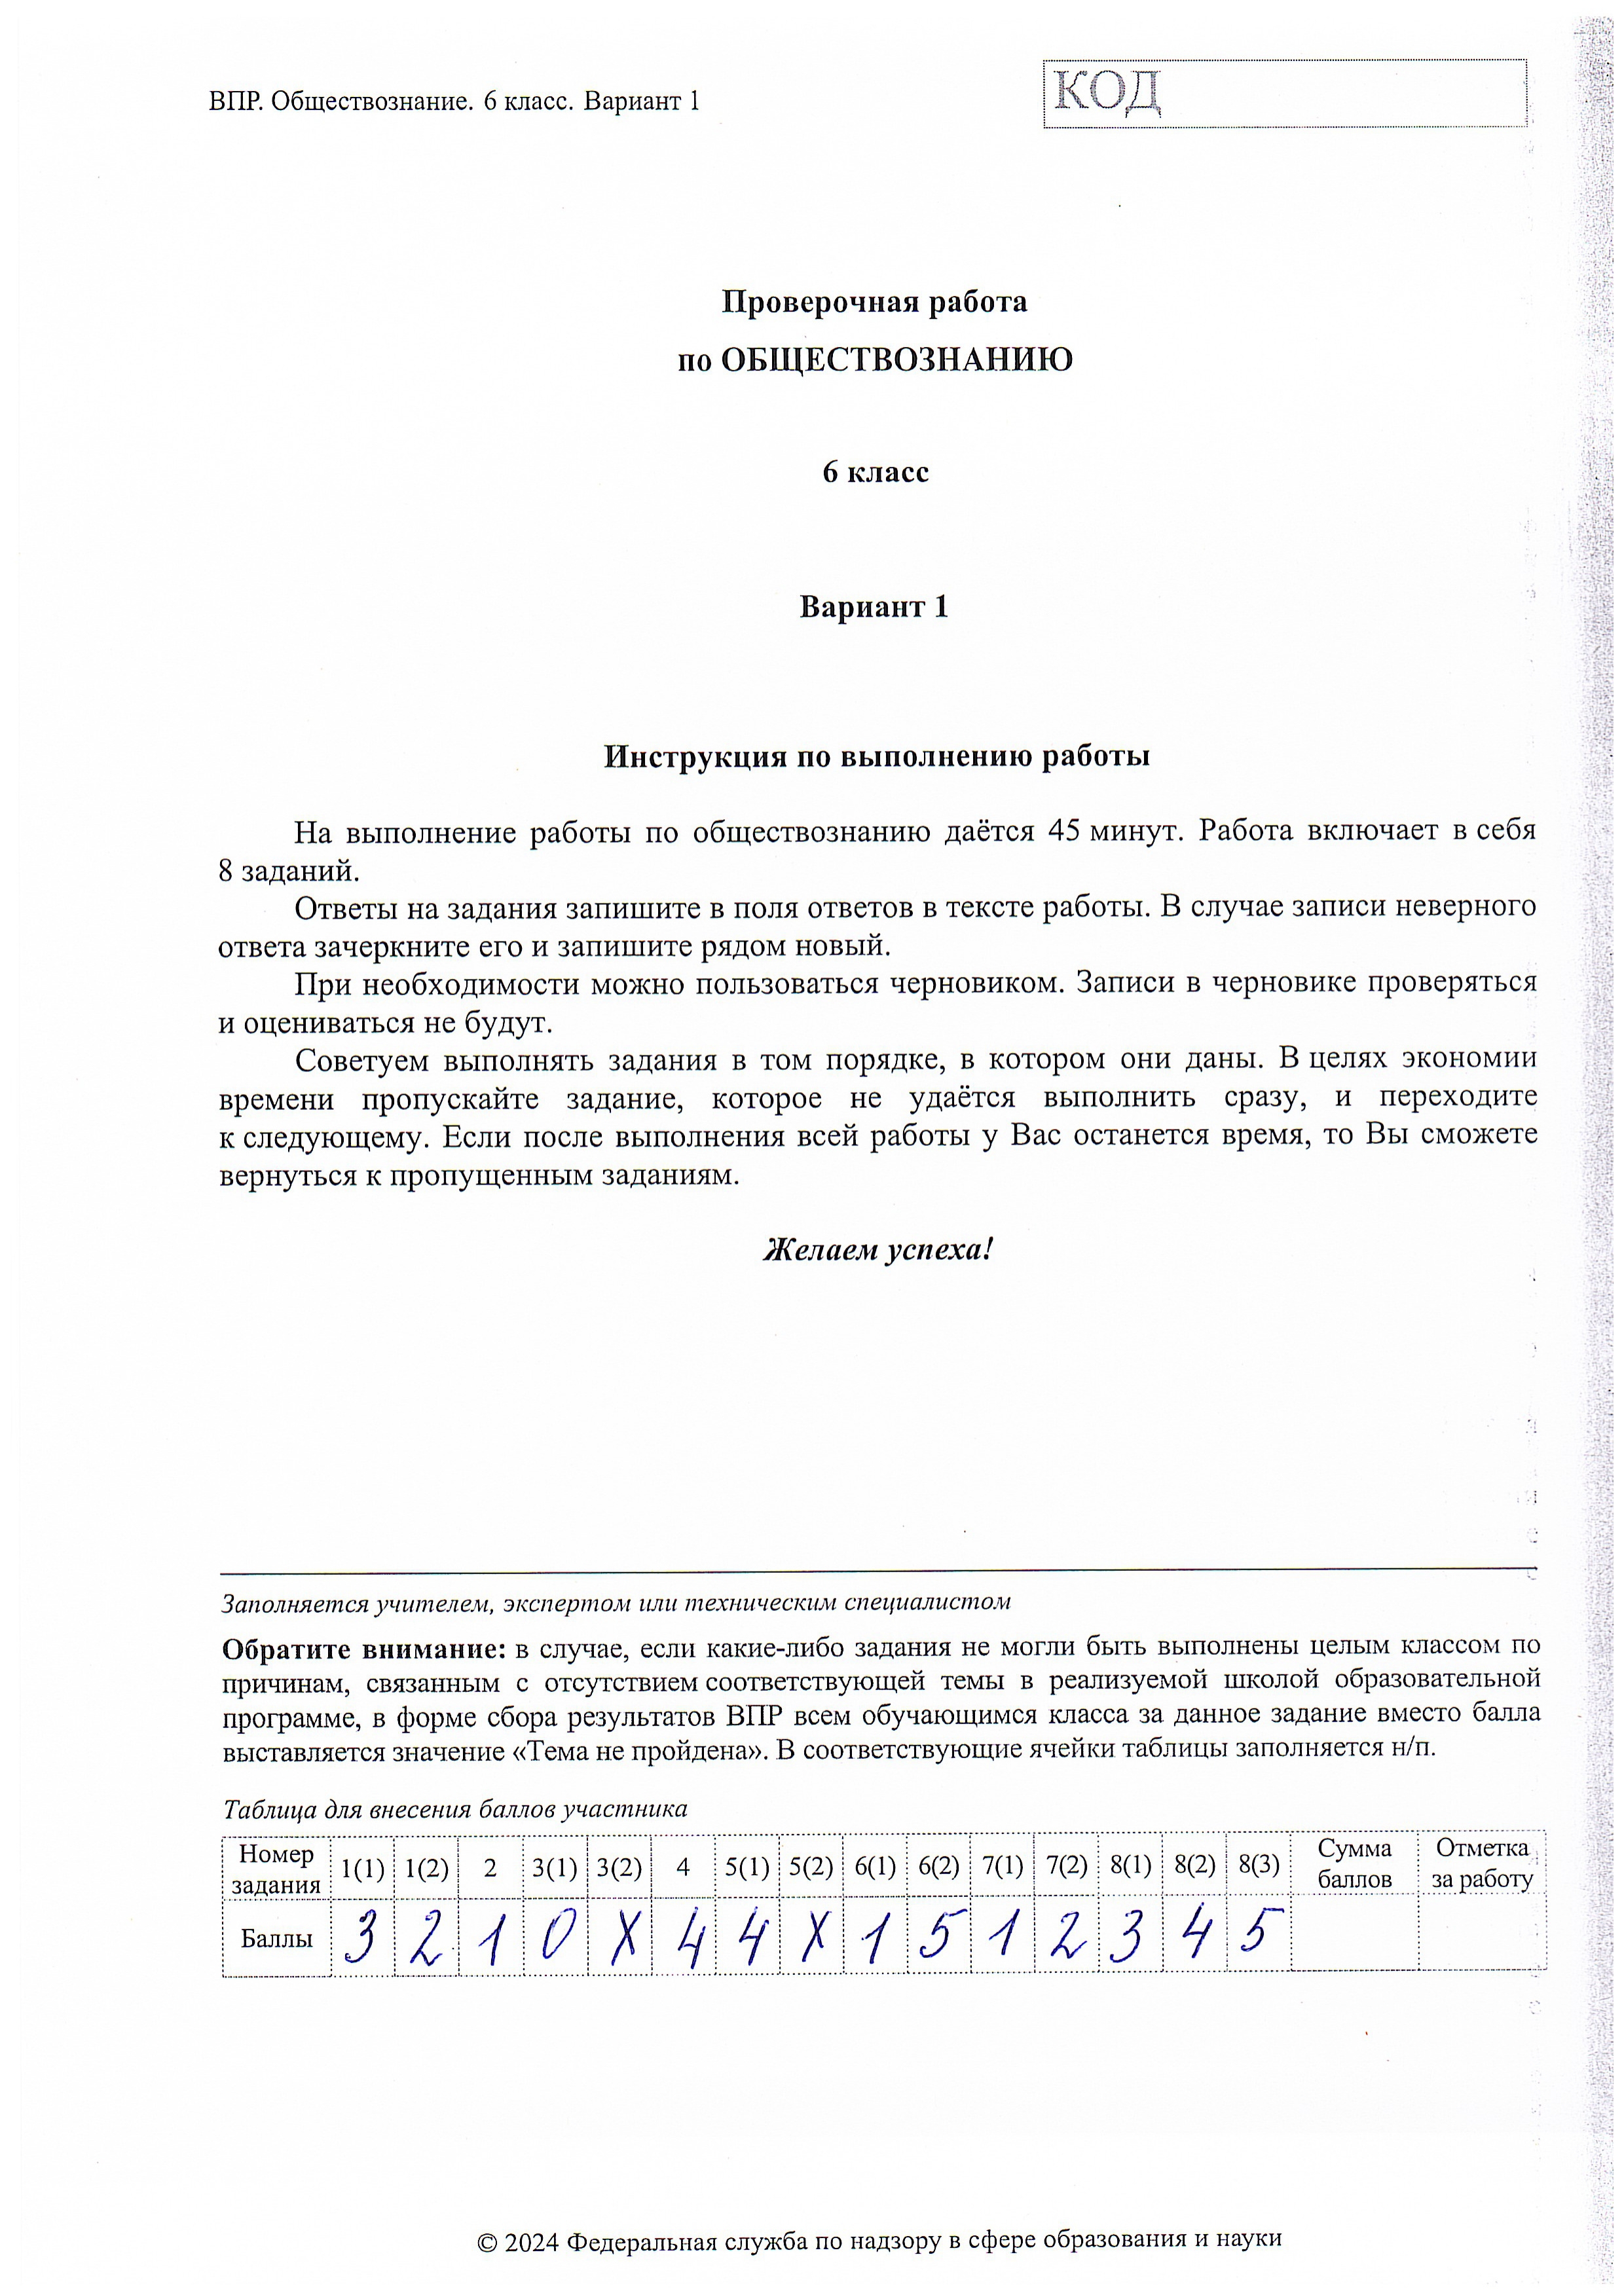 ВПР. Обществознание. 6 класс. Вариант 1
КОД
Проверочная работа
по ОБЩЕСТВОЗНАНИЮ
6 класс
Вариант 1
Инструкция по выполнению работы
На выполнение работы по обществознанию даётся 45 минут. Работа включает в себя
8 заданий.
Ответы на задания запишите в поля ответов в тексте работы. В случае записи неверного
ответа зачеркните его и запишите рядом новый.
При необходимости можно пользоваться черновиком. Записи в черновике проверяться
и оцениваться не будут.
Советуем выполнять задания в том порядке, в котором они даны. В целях экономии
времени пропускайте задание, которое не удаётся выполнить сразу, и переходите
к следующему. Если после выполнения всей работы у Вас останется время, то Вы сможете
вернуться к пропущенным заданиям.
Желаем успеха!
Заполняется учителем, экспертом или техническим специалистом
Обратите внимание: в случае, если какие-либо задания не могли быть выполнены целым классом по
причинам, связанным с отсутствием соответствующей темы в реализуемой школой образовательной
программе, в форме сбора результатов ВПР всем обучающимся класса за данное задание вместо балла
выставляется значение «Тема не пройдена». В соответствующие ячейки таблицы заполняется н/п.
Таблица для внесения баллов участника
Номер задания 1(1) 1(2) 2 3(1) 3(2) 4 5(1) 5(2) 6(1) 6(2) 7(1) 7(2) 8(1) 8(2) 8(3) Сумма баллов Отметка за работу
Баллы 3 2 1 0 X 4 4 X 1 5 1 2 3 4 5
© 2024 Федеральная служба по надзору в сфере образования и науки